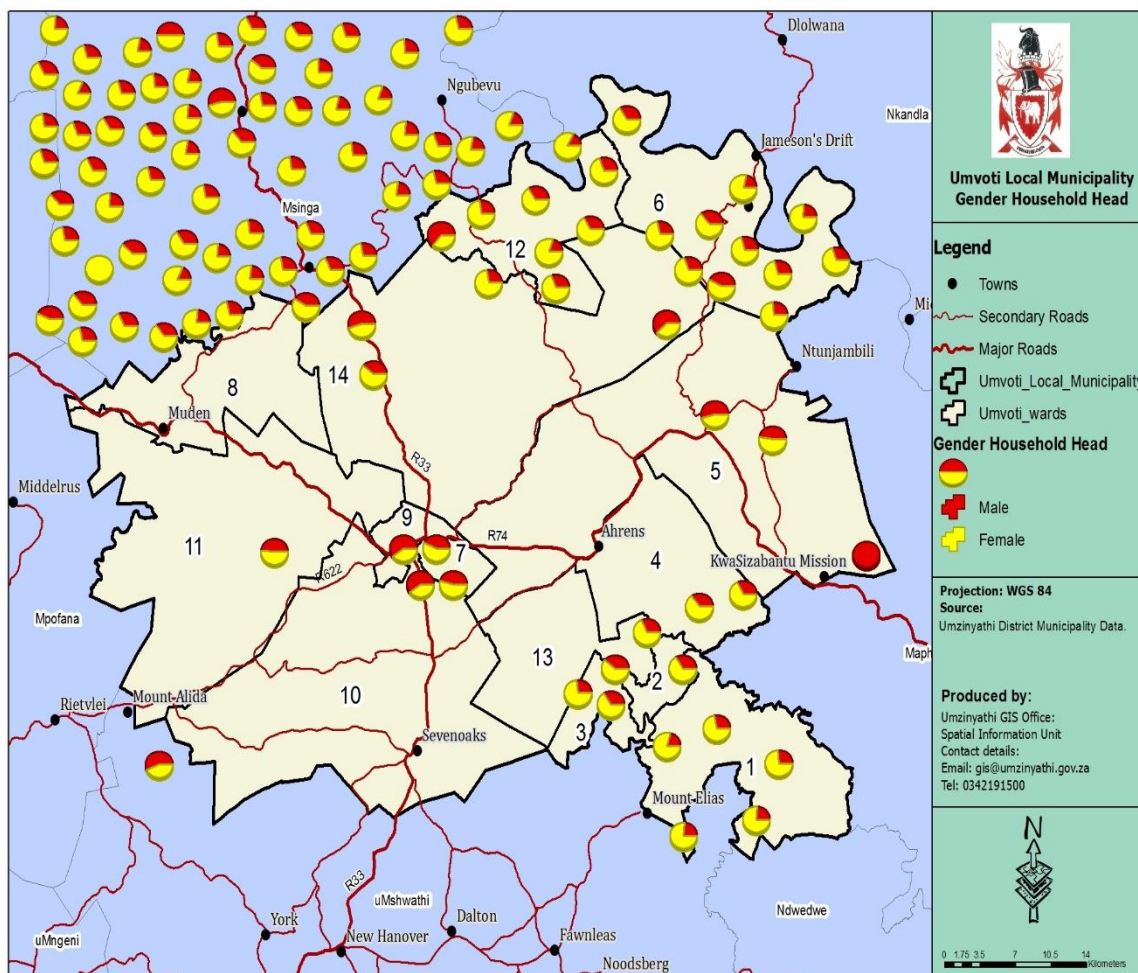 Dlolwana
Ngubevu
Nkandla
Jameson's Drift
6
Msinga
12
Ntunjambili
8
14
Muden
R33
5
Middelrus
9
R74
Ahrens
11
7
4
KwaSizabantu Mission
R622
Mpofana
Maph
13
10
2
Rietvlei
Mount Alida
3
Sevenoaks
1
Mount Elias
R33
uMshwathi
Ndwedwe
York
Dalton
uMngeni
New Hanover
Fawnleas
Noodsberg
Umvoti Local Municipality
Gender Household Head
Legend
Towns
Secondary Roads
Major Roads
Umvoti_Local_Municipality
Umvoti_wards
Gender Household Head
Male
Female
Projection: WGS 84
Source:
Umzinyathi District Municipality Data.
Produced by:
Umzinyathi GIS Office:
Spatial Information Unit
Contact details:
Email: gis@umzinyathi.gov.za
Tel: 0342191500
N
0 1.75 3.5 7 10.5 14
Kilometers